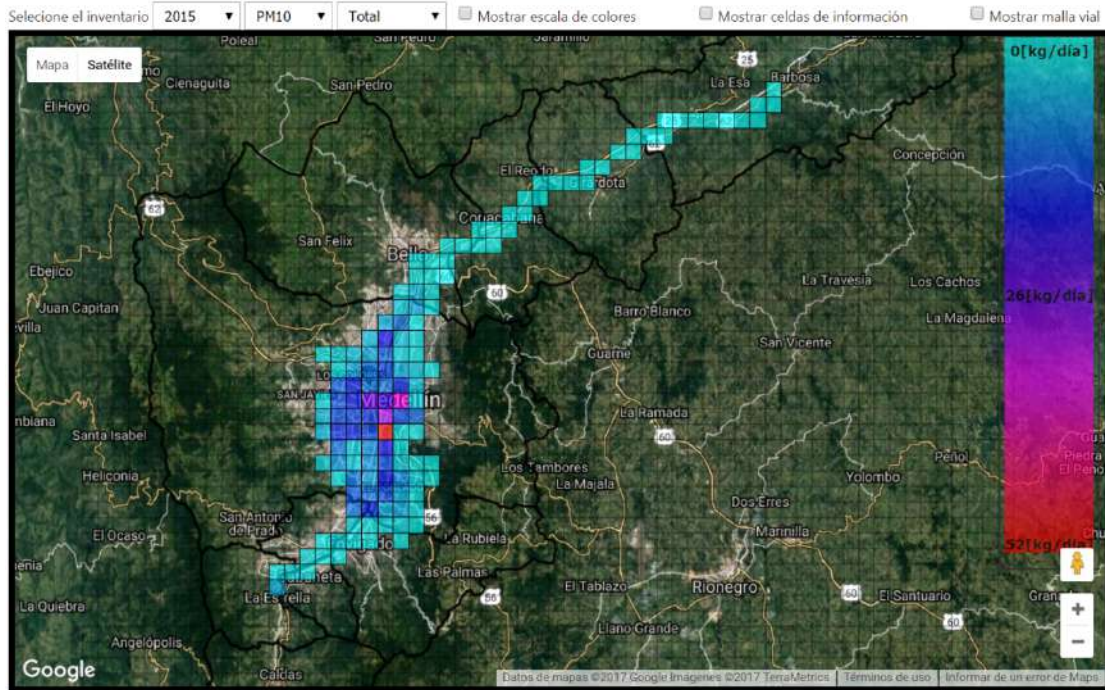 Selecione el inventario 2015 PM10 Total Mostrar escala de colores Mostrar celdas de información Mostrar malla vial
Poleal San Pedro Jaramillo
Mapa Satélite
Cienaguita San Pedro La Esa 25 Barbosa
0[kg/día]
El Hoyo
Concepción
El Reodo Girardota
62 Copacabana
San Felix Bello
Ebejico La Travesia Los Cachos
60
Juan Capitan Barro Blanco 26[kg/día]
La Magdalena
San Vicente
Guarne
Medellín
La Ramada
Santa Isabel 60
Peñol
Heliconia Los Tambores Yolombo
La Majala
Dos Erres
San Antonio de Prado 56
El Ocaso La Rubiela Marinilla
52[kg/día]
Sabaneta Las Palmas
La Estrella El Tablazo Rionegro 60 El Santuario
La Quiebra 56
60
Angelópolis Llano Grande
Caldas
Google
Datos de mapas ©2017 Google Imágenes ©2017 TerraMetrics Términos de uso Informar de un error de Maps